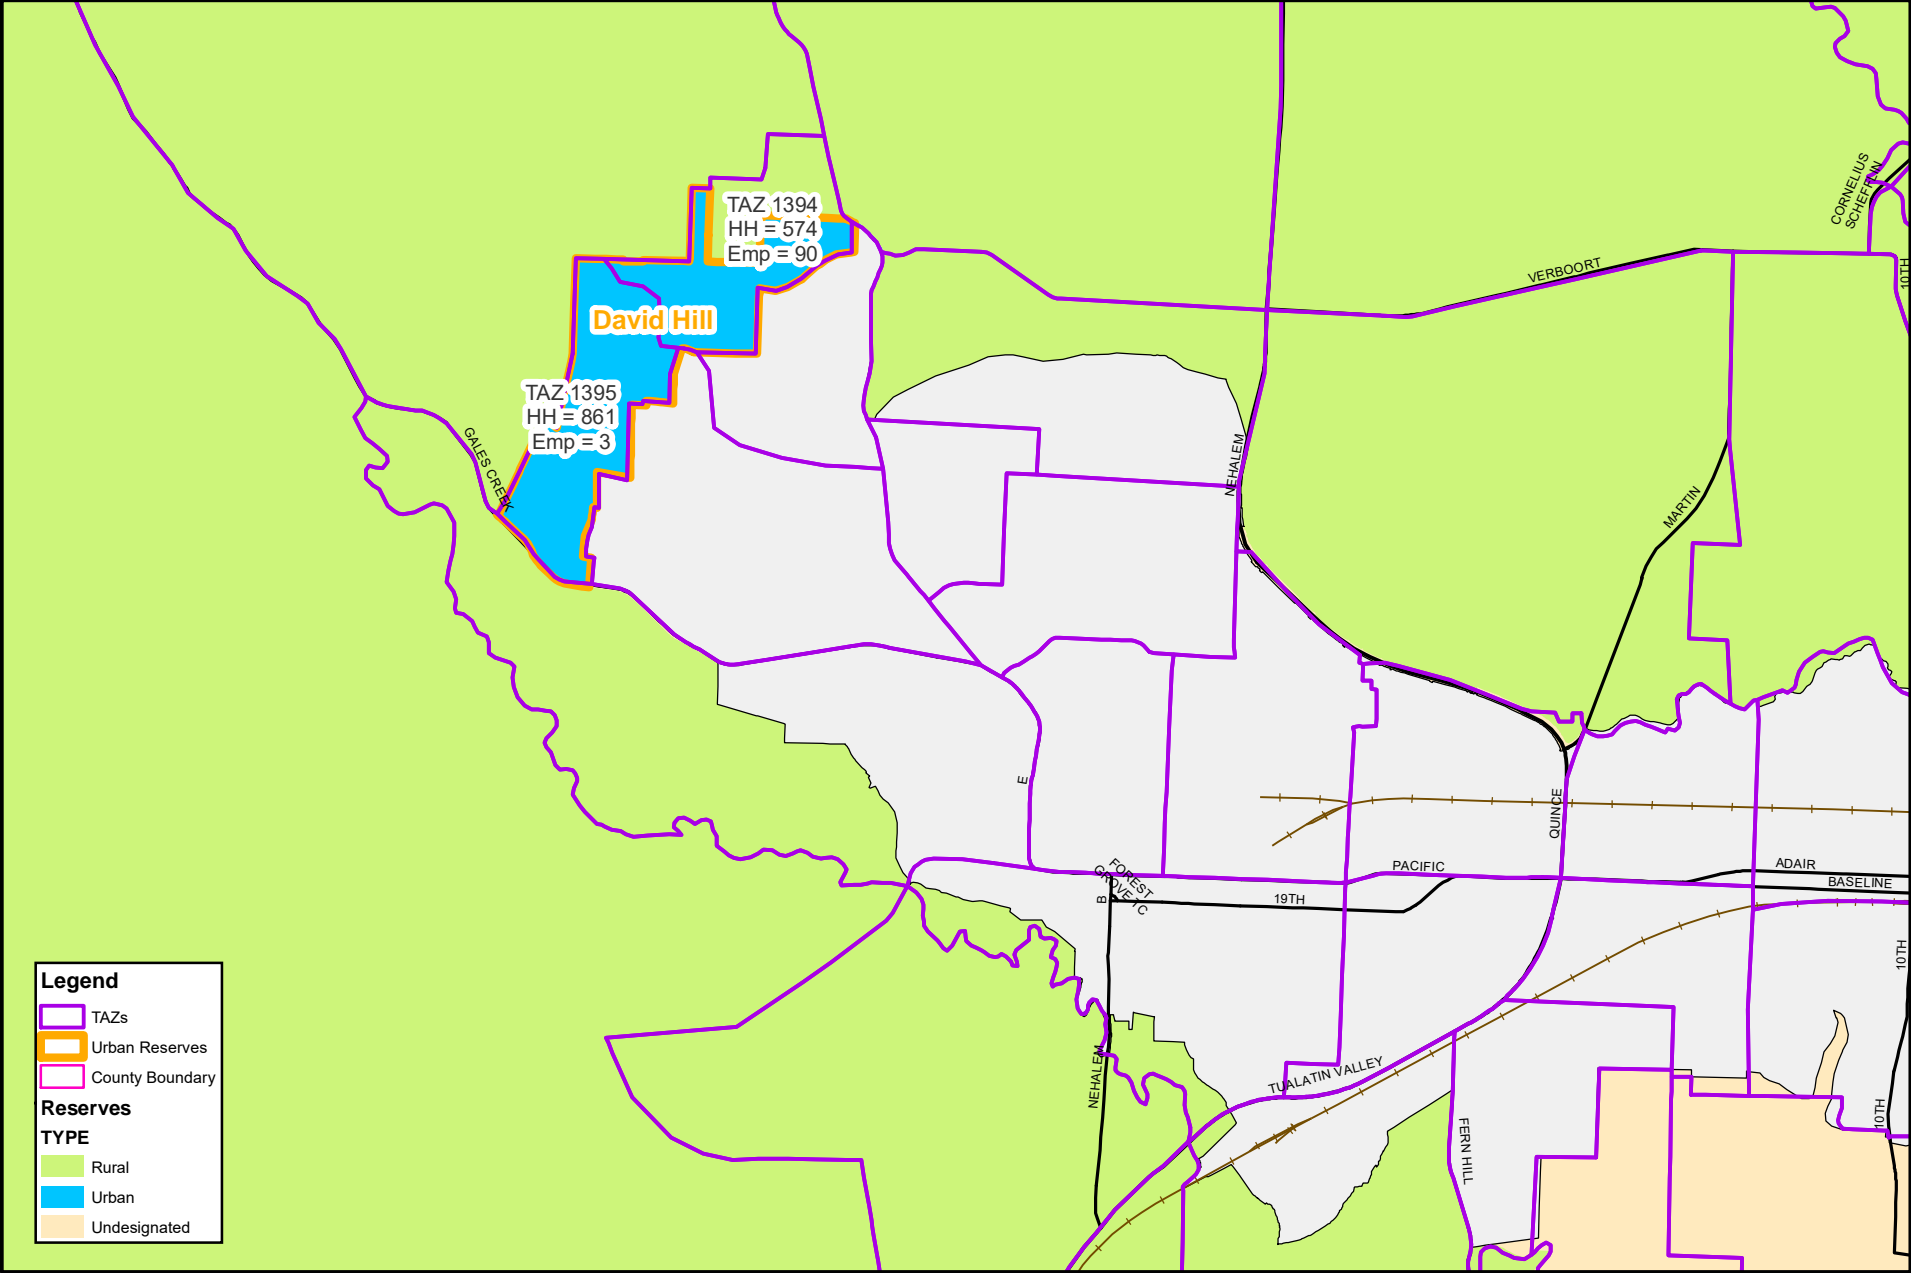 TAZ 1394
HH = 574
Emp = 90
David Hill
TAZ 1395
HH = 861
Emp = 3
GALES CREEK
CORNELIUS
SCHEFFLIN
VERBOORT
10TH
NEHALEM
MARTIN
E
QUINCE
FOREST
GROVE TC
B
PACIFIC
19TH
ADAIR
BASELINE
10TH
NEHALEM
TUALATIN VALLEY
FERN HILL
10TH
Legend
TAZs
Urban Reserves
County Boundary
Reserves
TYPE
Rural
Urban
Undesignated